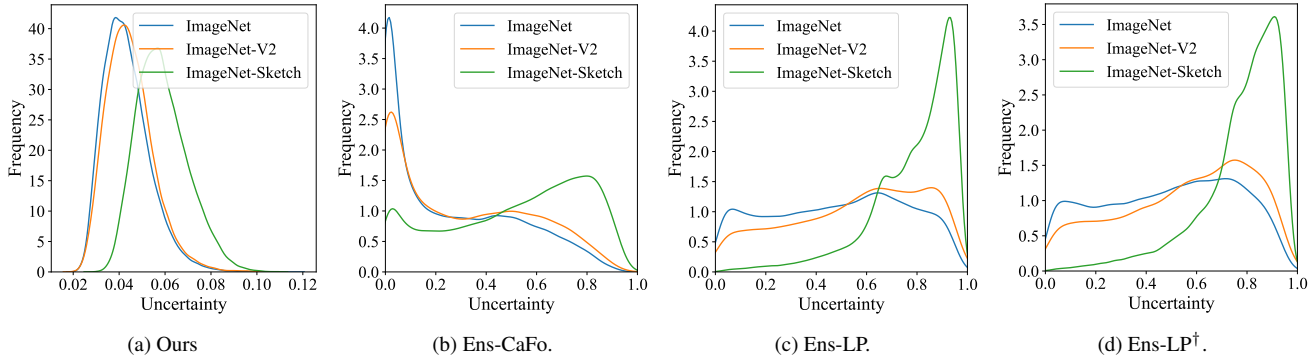 ImageNet
ImageNet-V2
ImageNet-Sketch
Frequency
40
35
30
25
20
15
10
5
0
0.02 0.04 0.06 0.08 0.10 0.12
Uncertainty
(a) Ours
ImageNet
ImageNet-V2
ImageNet-Sketch
Frequency
4.0
3.5
3.0
2.5
2.0
1.5
1.0
0.5
0.0
0.0 0.2 0.4 0.6 0.8 1.0
Uncertainty
(b) Ens-CaFo.
ImageNet
ImageNet-V2
ImageNet-Sketch
Frequency
4.0
3.5
3.0
2.5
2.0
1.5
1.0
0.5
0.0
0.0 0.2 0.4 0.6 0.8 1.0
Uncertainty
(c) Ens-LP.
ImageNet
ImageNet-V2
ImageNet-Sketch
Frequency
3.5
3.0
2.5
2.0
1.5
1.0
0.5
0.0
0.0 0.2 0.4 0.6 0.8 1.0
Uncertainty
(d) Ens-LP†.